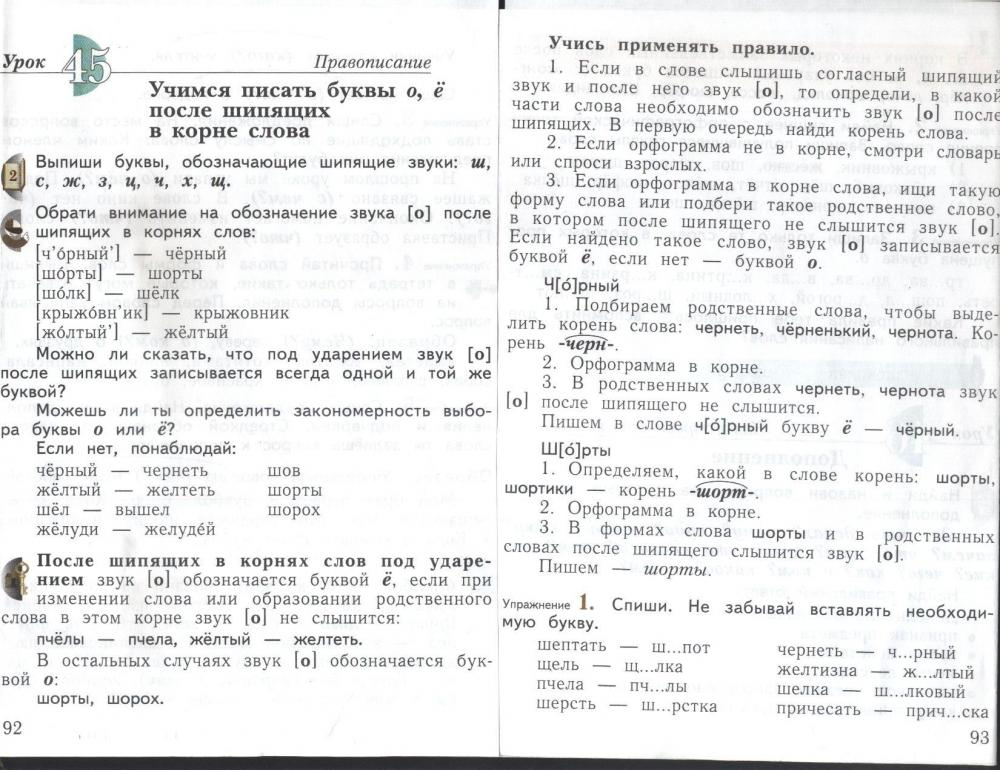 Урок 45 Правописание
Учимся писать буквы о, ё
после шипящих
в корне слова
2 Выпиши буквы, обозначающие шипящие звуки: ш,
с, ж, з, ц, ч, х, щ.
Обрати внимание на обозначение звука [о] после
шипящих в корнях слов:
[ч’о́рный’] — чёрный
[шо́рты] — шорты
[шо́лк] — шёлк
[крыжо́вн’ик] — крыжовник
[жо́лтый’] — жёлтый
Можно ли сказать, что под ударением звук [о]
после шипящих записывается всегда одной и той же
буквой?
Можешь ли ты определить закономерность выбо-
ра буквы о или ё?
Если нет, понаблюдай:
чёрный — чернеть шов
жёлтый — желтеть шорты
шёл — вышел шорох
жёлуди — желуде́й
После шипящих в корнях слов под ударе-
нием звук [о] обозначается буквой ё, если при
изменении слова или образовании родственного
слова в этом корне звук [о] не слышится:
пчёлы — пчела, жёлтый — желтеть.
В остальных случаях звук [о] обозначается бук-
вой о:
шорты, шорох.
92
Учись применять правило.
1. Если в слове слышишь согласный шипящий
звук и после него звук [о], то определи, в какой
части слова необходимо обозначить звук [о] после
шипящих. В первую очередь найди корень слова.
2. Если орфограмма не в корне, смотри словарь
или спроси взрослых.
3. Если орфограмма в корне слова, ищи такую
форму слова или подбери такое родственное слово,
в котором после шипящего не слышится звук [о].
Если найдено такое слово, звук [о] записывается
буквой ё, если нет — буквой о.
Ч[о́]рный
1. Подбираем родственные слова, чтобы выде-
лить корень слова: чернеть, чёрненький, чернота. Ко-
рень -черн-.
2. Орфограмма в корне.
3. В родственных словах чернеть, чернота звук
[о] после шипящего не слышится.
Пишем в слове ч[о́]рный букву ё — чёрный.
Ш[о́]рты
1. Определяем, какой в слове корень: шорты,
шортики — корень -шорт-.
2. Орфограмма в корне.
3. В формах слова шорты и в родственных
словах после шипящего слышится звук [о].
Пишем — шорты.
Упражнение 1. Спиши. Не забывай вставлять необходи-
мую букву.
шептать — ш...пот чернеть — ч...рный
щель — щ...лка желтизна — ж...лтый
пчела — пч...лы шелка — ш...лковый
шерсть — ш...рстка причесать — прич...ска
93